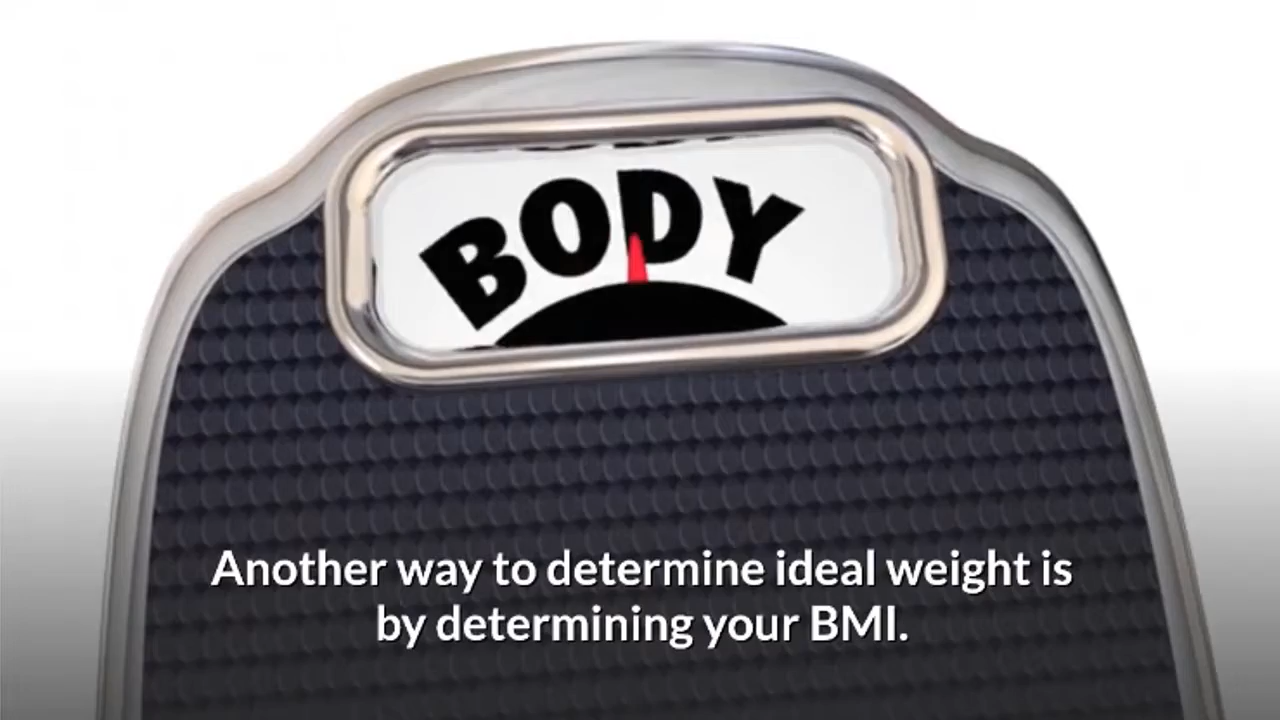 BODY
Another way to determine ideal weight is
by determining your BMI.